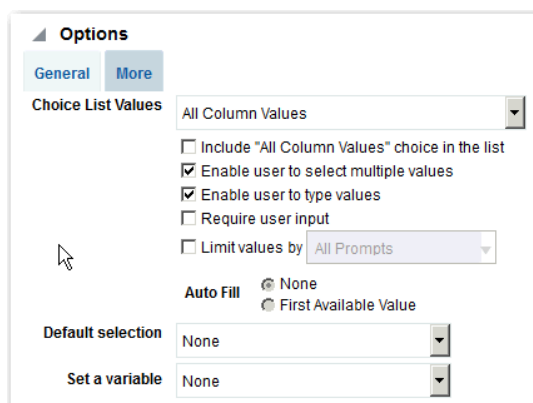 Options
General More
Choice List Values All Column Values
Include "All Column Values" choice in the list
Enable user to select multiple values
Enable user to type values
Require user input
Limit values by All Prompts
Auto Fill None
First Available Value
Default selection None
Set a variable None